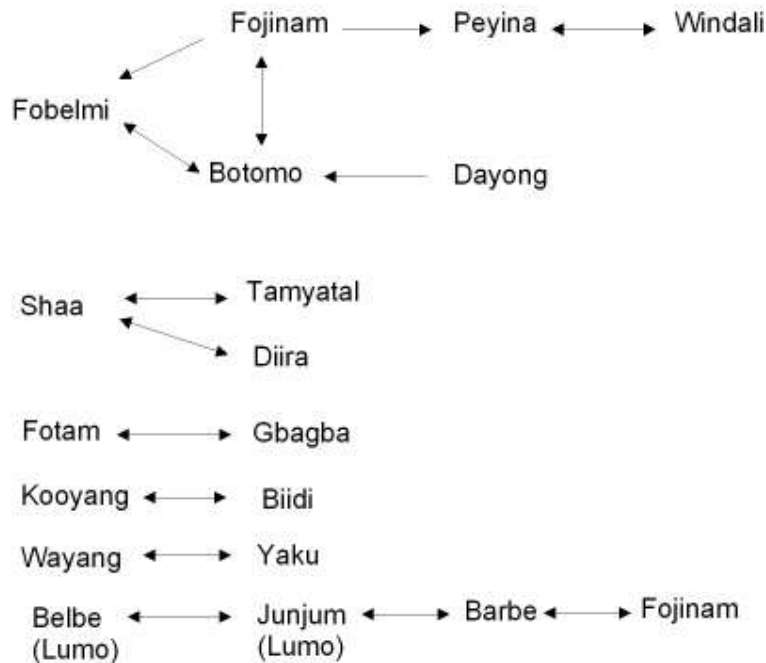 Fojinam Peyina Windali
Fobelmi
Botomo Dayong
Shaa Tamyatal
Diira
Fotam Gbagba
Kooyang Biidi
Wayang Yaku
Belbe Junjum Barbe Fojinam
(Lumo) (Lumo)